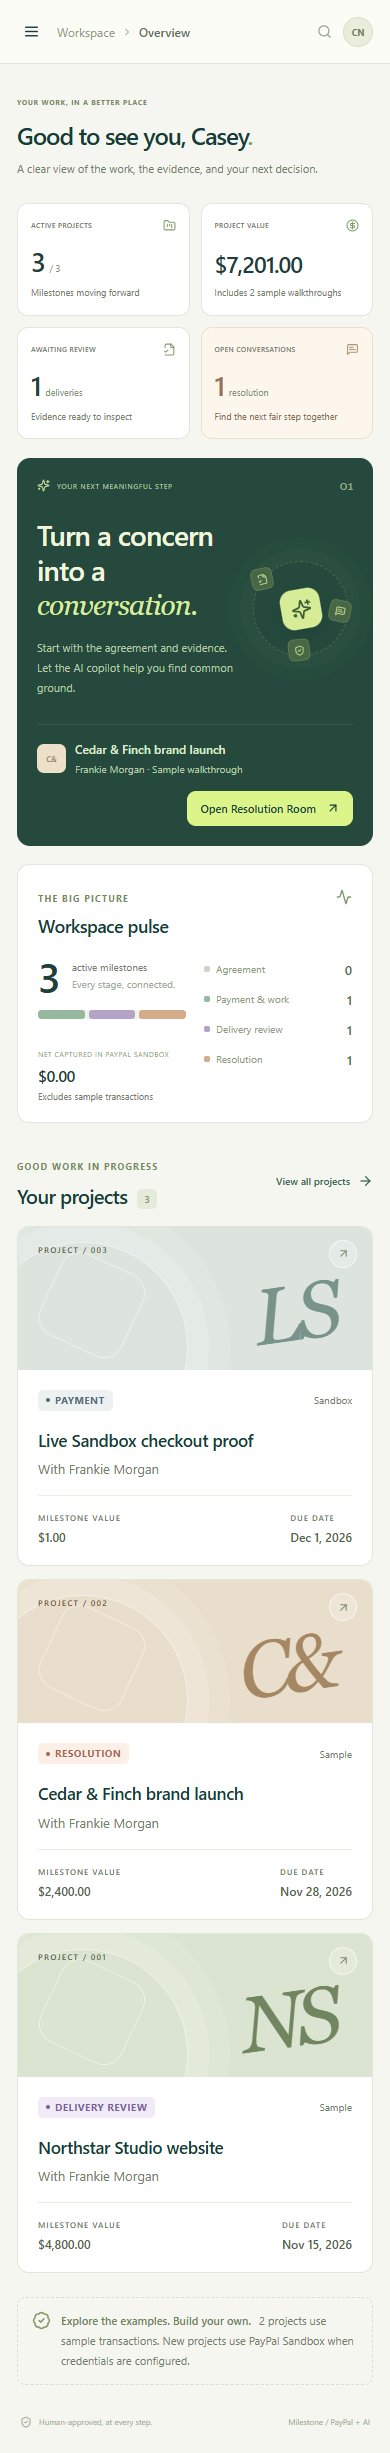 Workspace > Overview
CN
YOUR WORK, IN A BETTER PLACE
Good to see you, Casey.
A clear view of the work, the evidence, and your next decision.
ACTIVE PROJECTS
3 / 3
Milestones moving forward
PROJECT VALUE
$7,201.00
Includes 2 sample walkthroughs
AWAITING REVIEW
1 deliveries
Evidence ready to inspect
OPEN CONVERSATIONS
1 resolution
Find the next fair step together
YOUR NEXT MEANINGFUL STEP
01
Turn a concern
into a
conversation.
Start with the agreement and evidence.
Let the AI copilot help you find common
ground.
C&
Cedar & Finch brand launch
Frankie Morgan · Sample walkthrough
Open Resolution Room
THE BIG PICTURE
Workspace pulse
3 active milestones
Every stage, connected.
NET CAPTURED IN PAYPAL SANDBOX
$0.00
Excludes sample transactions
Agreement 0
Payment & work 1
Delivery review 1
Resolution 1
GOOD WORK IN PROGRESS
Your projects 3
View all projects
PROJECT / 003
LS
PAYMENT
Sandbox
Live Sandbox checkout proof
With Frankie Morgan
MILESTONE VALUE
$1.00
DUE DATE
Dec 1, 2026
PROJECT / 002
C&
RESOLUTION
Sample
Cedar & Finch brand launch
With Frankie Morgan
MILESTONE VALUE
$2,400.00
DUE DATE
Nov 28, 2026
PROJECT / 001
NS
DELIVERY REVIEW
Sample
Northstar Studio website
With Frankie Morgan
MILESTONE VALUE
$4,800.00
DUE DATE
Nov 15, 2026
Explore the examples. Build your own. 2 projects use
sample transactions. New projects use PayPal Sandbox when
credentials are configured.
Human-approved, at every step.
Milestone / PayPal + AI